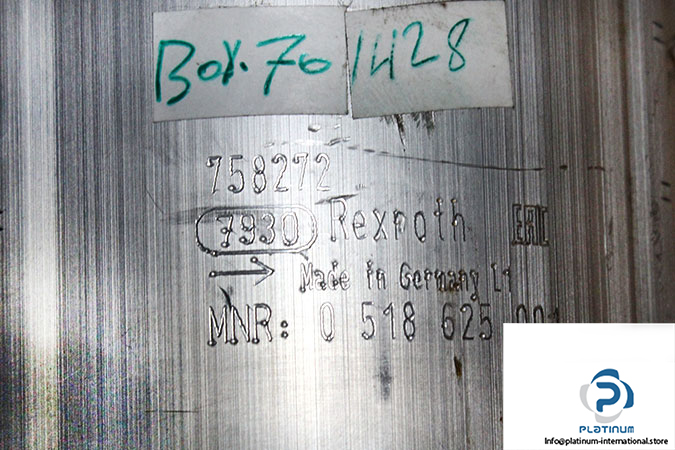 Box.70 1428
758272
7930 Rexroth EAC
Made in Germany L1
MNR: 0 518 625
PLATINUM
Info@platinum-international.store